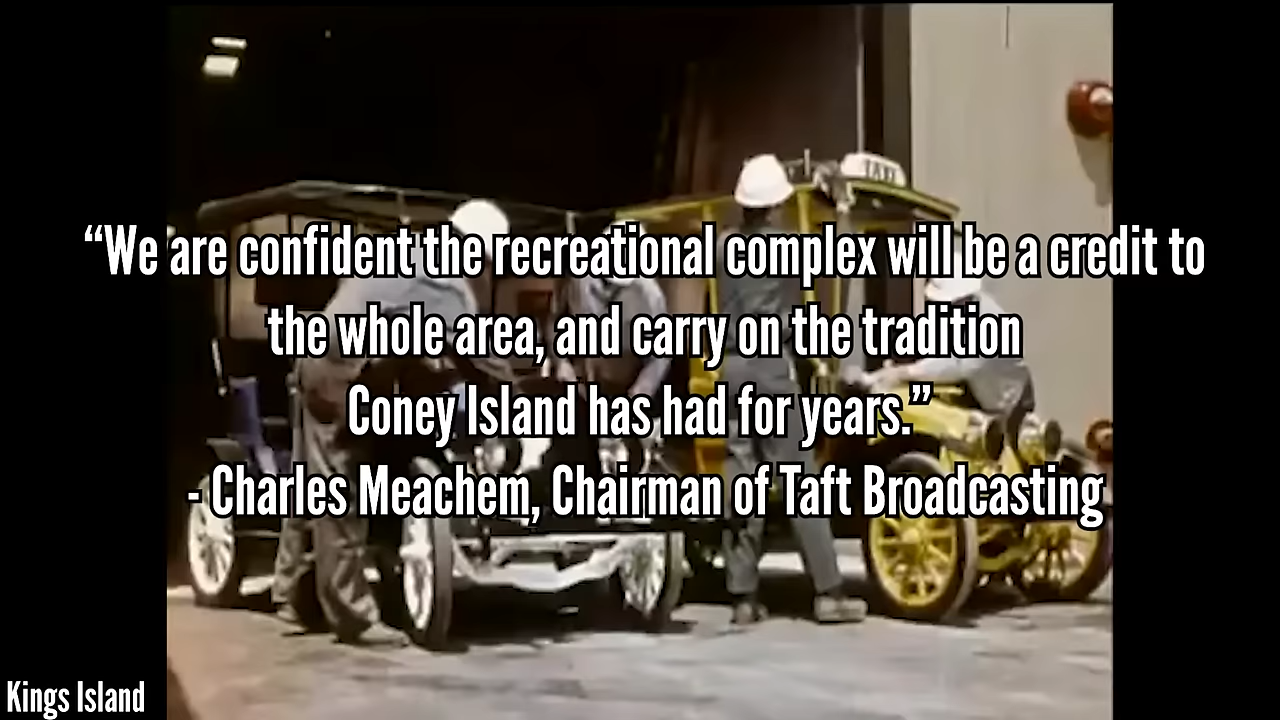 TAXI
“We are confident the recreational complex will be a credit to
the whole area, and carry on the tradition
Coney Island has had for years.”
- Charles Meachem, Chairman of Taft Broadcasting
Kings Island